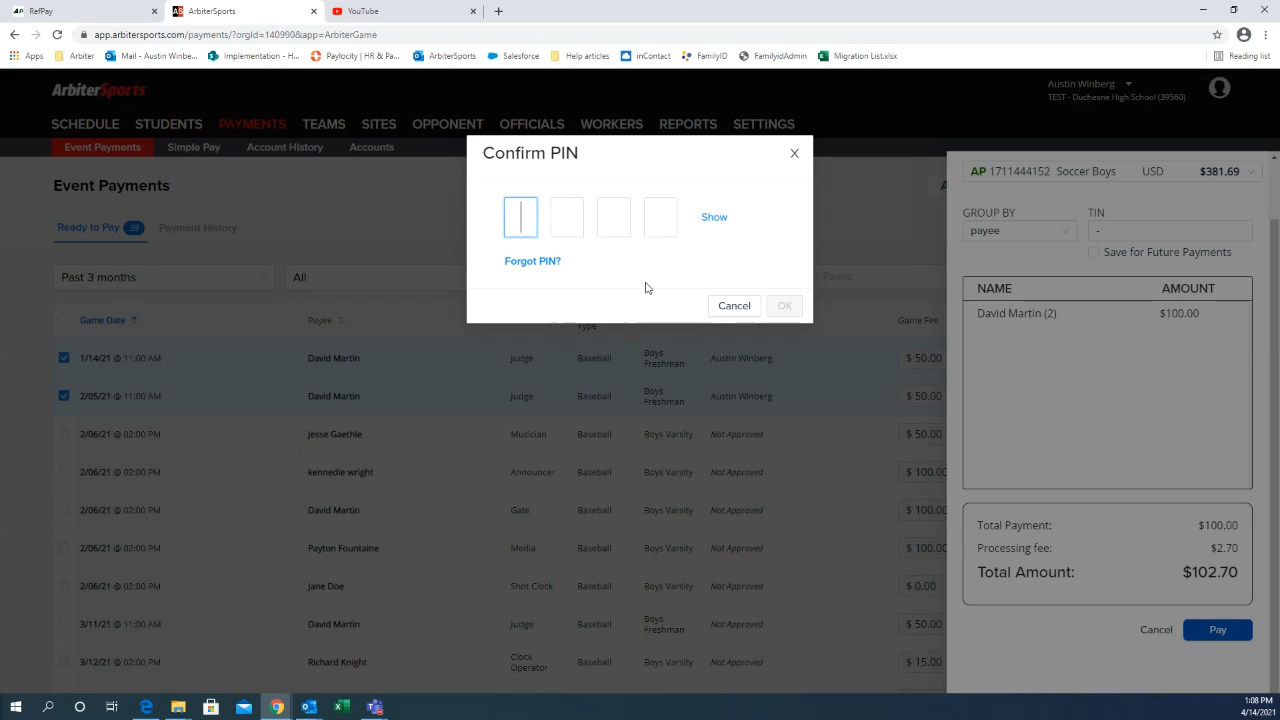 RefPay
ArbiterSports
YouTube
app.arbitersports.com/payments/?orgId=140990&app=ArbiterGame
Apps Arbiter Mail - Austin Winbe... Implementation - H... Paylocity | HR & Pa... ArbiterSports Salesforce Help articles inContact FamilyID FamilyidAdmin Migration List.xlsx Reading list
ArbiterSports
Austin Winberg
TEST - Duchesne High School (39560)
SCHEDULE STUDENTS PAYMENTS TEAMS SITES OPPONENT OFFICIALS WORKERS REPORTS SETTINGS
Event Payments Simple Pay Account History Accounts
Confirm PIN
X
Show
Forgot PIN?
Cancel OK
Event Payments
Ready to Pay 39 Payment History
Past 3 months All Payee
Game Date Payee Type Game Fee
1/14/21 @ 11:00 AM David Martin Judge Baseball Boys Freshman Austin Winberg $ 50.00
2/05/21 @ 11:00 AM David Martin Judge Baseball Boys Freshman Austin Winberg $ 50.00
2/06/21 @ 02:00 PM Jesse Gaethle Musician Baseball Boys Varsity Not Approved $ 50.00
2/06/21 @ 02:00 PM kennedie wright Announcer Baseball Boys Varsity Not Approved $ 100.00
2/06/21 @ 02:00 PM David Martin Gate Baseball Boys Varsity Not Approved $ 100.00
2/06/21 @ 02:00 PM Payton Fountaine Media Baseball Boys Varsity Not Approved $ 100.00
2/06/21 @ 02:00 PM Jane Doe Shot Clock Baseball Boys Varsity Not Approved $ 0.00
3/11/21 @ 02:00 PM David Martin Judge Baseball Boys Freshman Not Approved $ 50.00
3/12/21 @ 02:00 PM Richard Knight Clock Operator Baseball Boys Varsity Not Approved $ 15.00
AP 1711444152 Soccer Boys USD $381.69
GROUP BY TIN
payee -
Save for Future Payments
NAME AMOUNT
David Martin (2) $100.00
Total Payment: $100.00
Processing fee: $2.70
Total Amount: $102.70
Cancel Pay
1:08 PM
4/14/2021